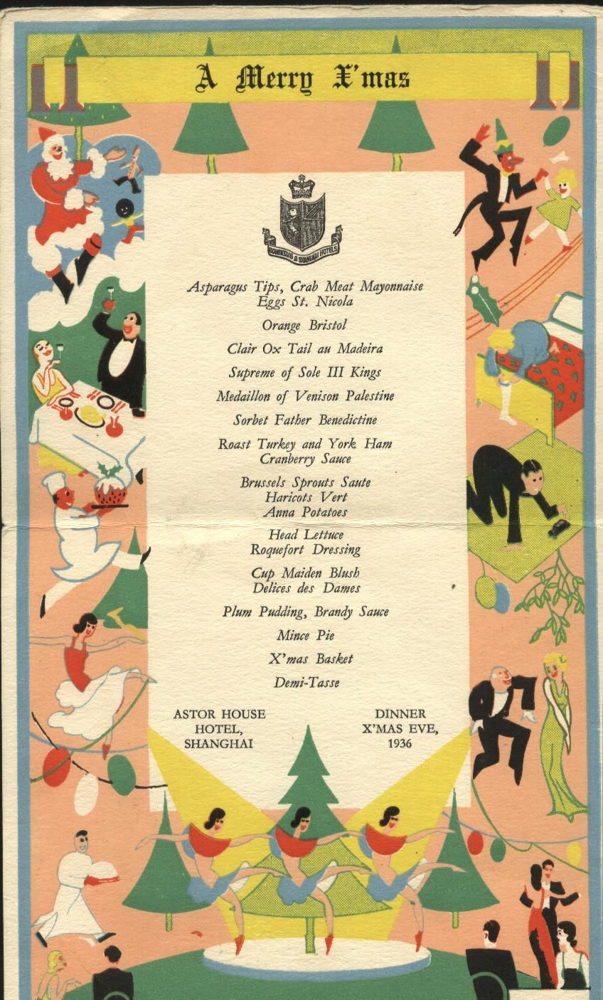 A Merry X'mas
HONGKONG & SHANGHAI HOTELS
Asparagus Tips, Crab Meat Mayonnaise
Eggs St. Nicola
Orange Bristol
Clair Ox Tail au Madeira
Supreme of Sole III Kings
Medaillon of Venison Palestine
Sorbet Father Benedictine
Roast Turkey and York Ham
Cranberry Sauce
Brussels Sprouts Saute
Haricots Vert
Anna Potatoes
Head Lettuce
Roquefort Dressing
Cup Maiden Blush
Delices des Dames
Plum Pudding, Brandy Sauce
Mince Pie
X'mas Basket
Demi-Tasse
ASTOR HOUSE
HOTEL,
SHANGHAI
DINNER
X'MAS EVE,
1936